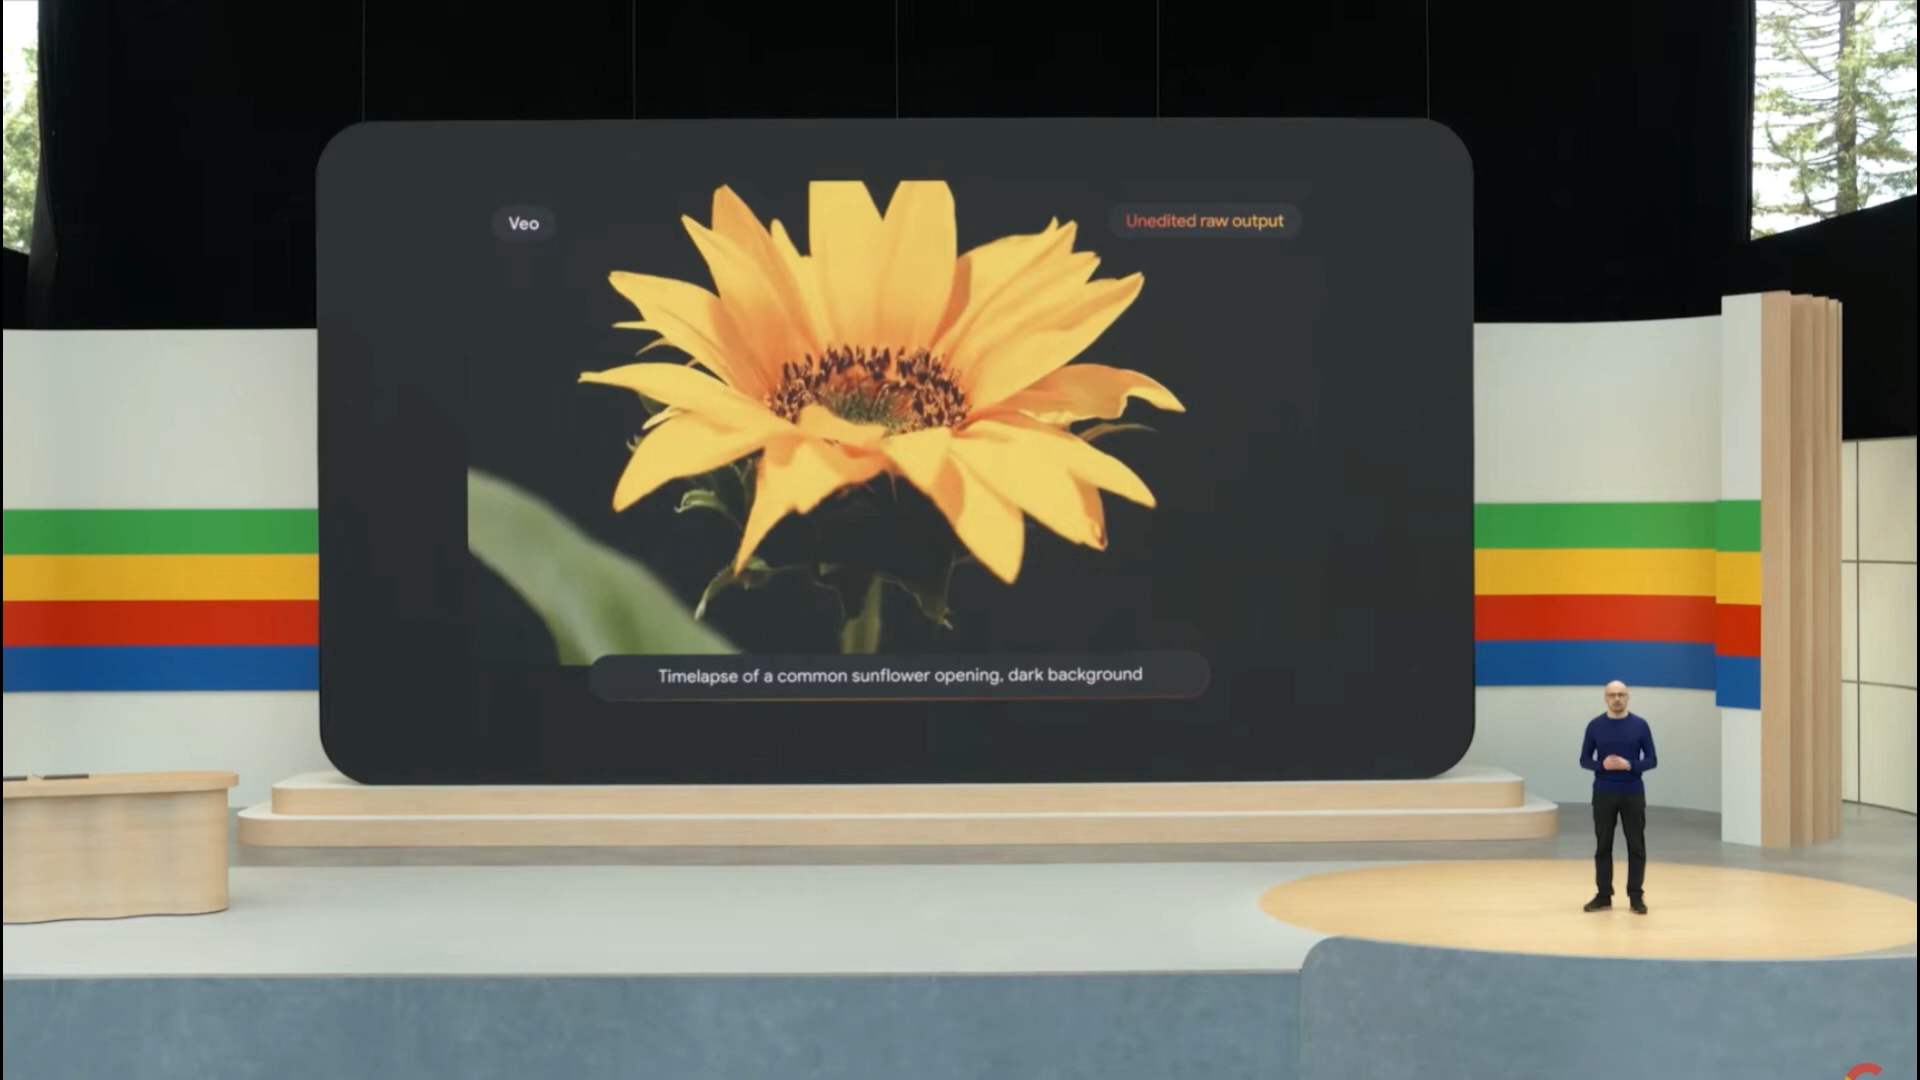 Veo
Unedited raw output
Timelapse of a common sunflower opening, dark background